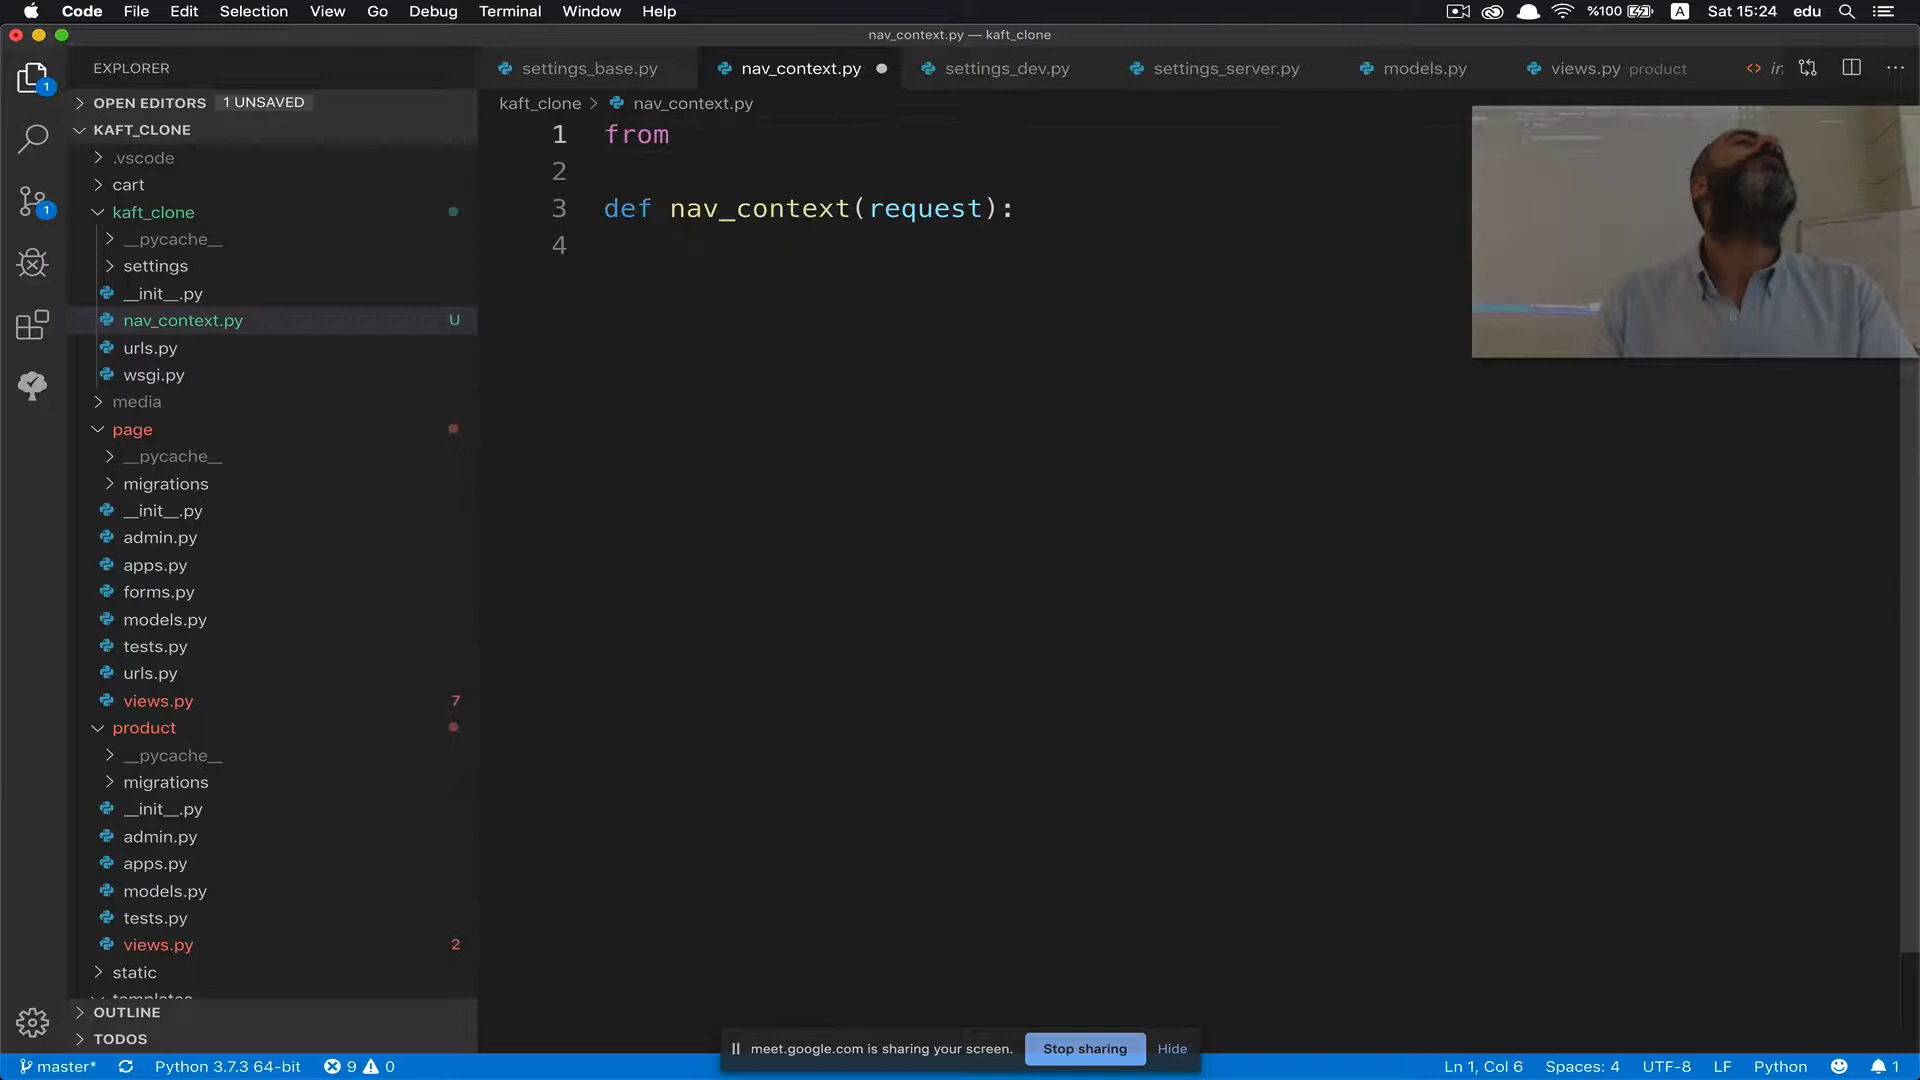 Code File Edit Selection View Go Debug Terminal Window Help
%100 A Sat 15:24 edu
nav_context.py — kaft_clone
EXPLORER
OPEN EDITORS 1 UNSAVED
KAFT_CLONE
.vscode
cart
kaft_clone
__pycache__
settings
__init__.py
nav_context.py U
urls.py
wsgi.py
media
page
__pycache__
migrations
__init__.py
admin.py
apps.py
forms.py
models.py
tests.py
urls.py
views.py 7
product
__pycache__
migrations
__init__.py
admin.py
apps.py
models.py
tests.py
views.py 2
static
templates
OUTLINE
TODOS
1
1
settings_base.py nav_context.py settings_dev.py settings_server.py models.py views.py product
kaft_clone > nav_context.py
1 from
2
3 def nav_context(request):
4
meet.google.com is sharing your screen. Stop sharing Hide
master* Python 3.7.3 64-bit 9 0
Ln 1, Col 6 Spaces: 4 UTF-8 LF Python 1